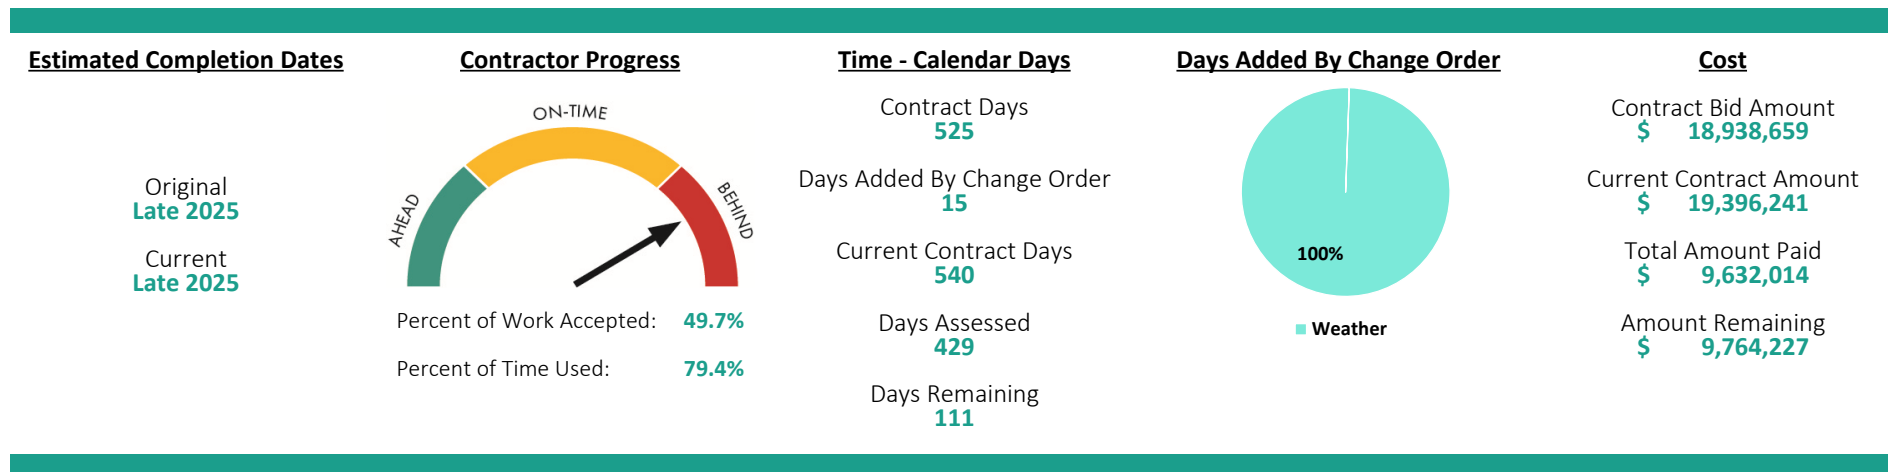 Estimated Completion Dates
Original
Late 2025
Current
Late 2025
Contractor Progress
ON-TIME
AHEAD
BEHIND
Percent of Work Accepted: 49.7%
Percent of Time Used: 79.4%
Time - Calendar Days
Contract Days
525
Days Added By Change Order
15
Current Contract Days
540
Days Assessed
429
Days Remaining
111
Days Added By Change Order
100%
Weather
Cost
Contract Bid Amount
$ 18,938,659
Current Contract Amount
$ 19,396,241
Total Amount Paid
$ 9,632,014
Amount Remaining
$ 9,764,227